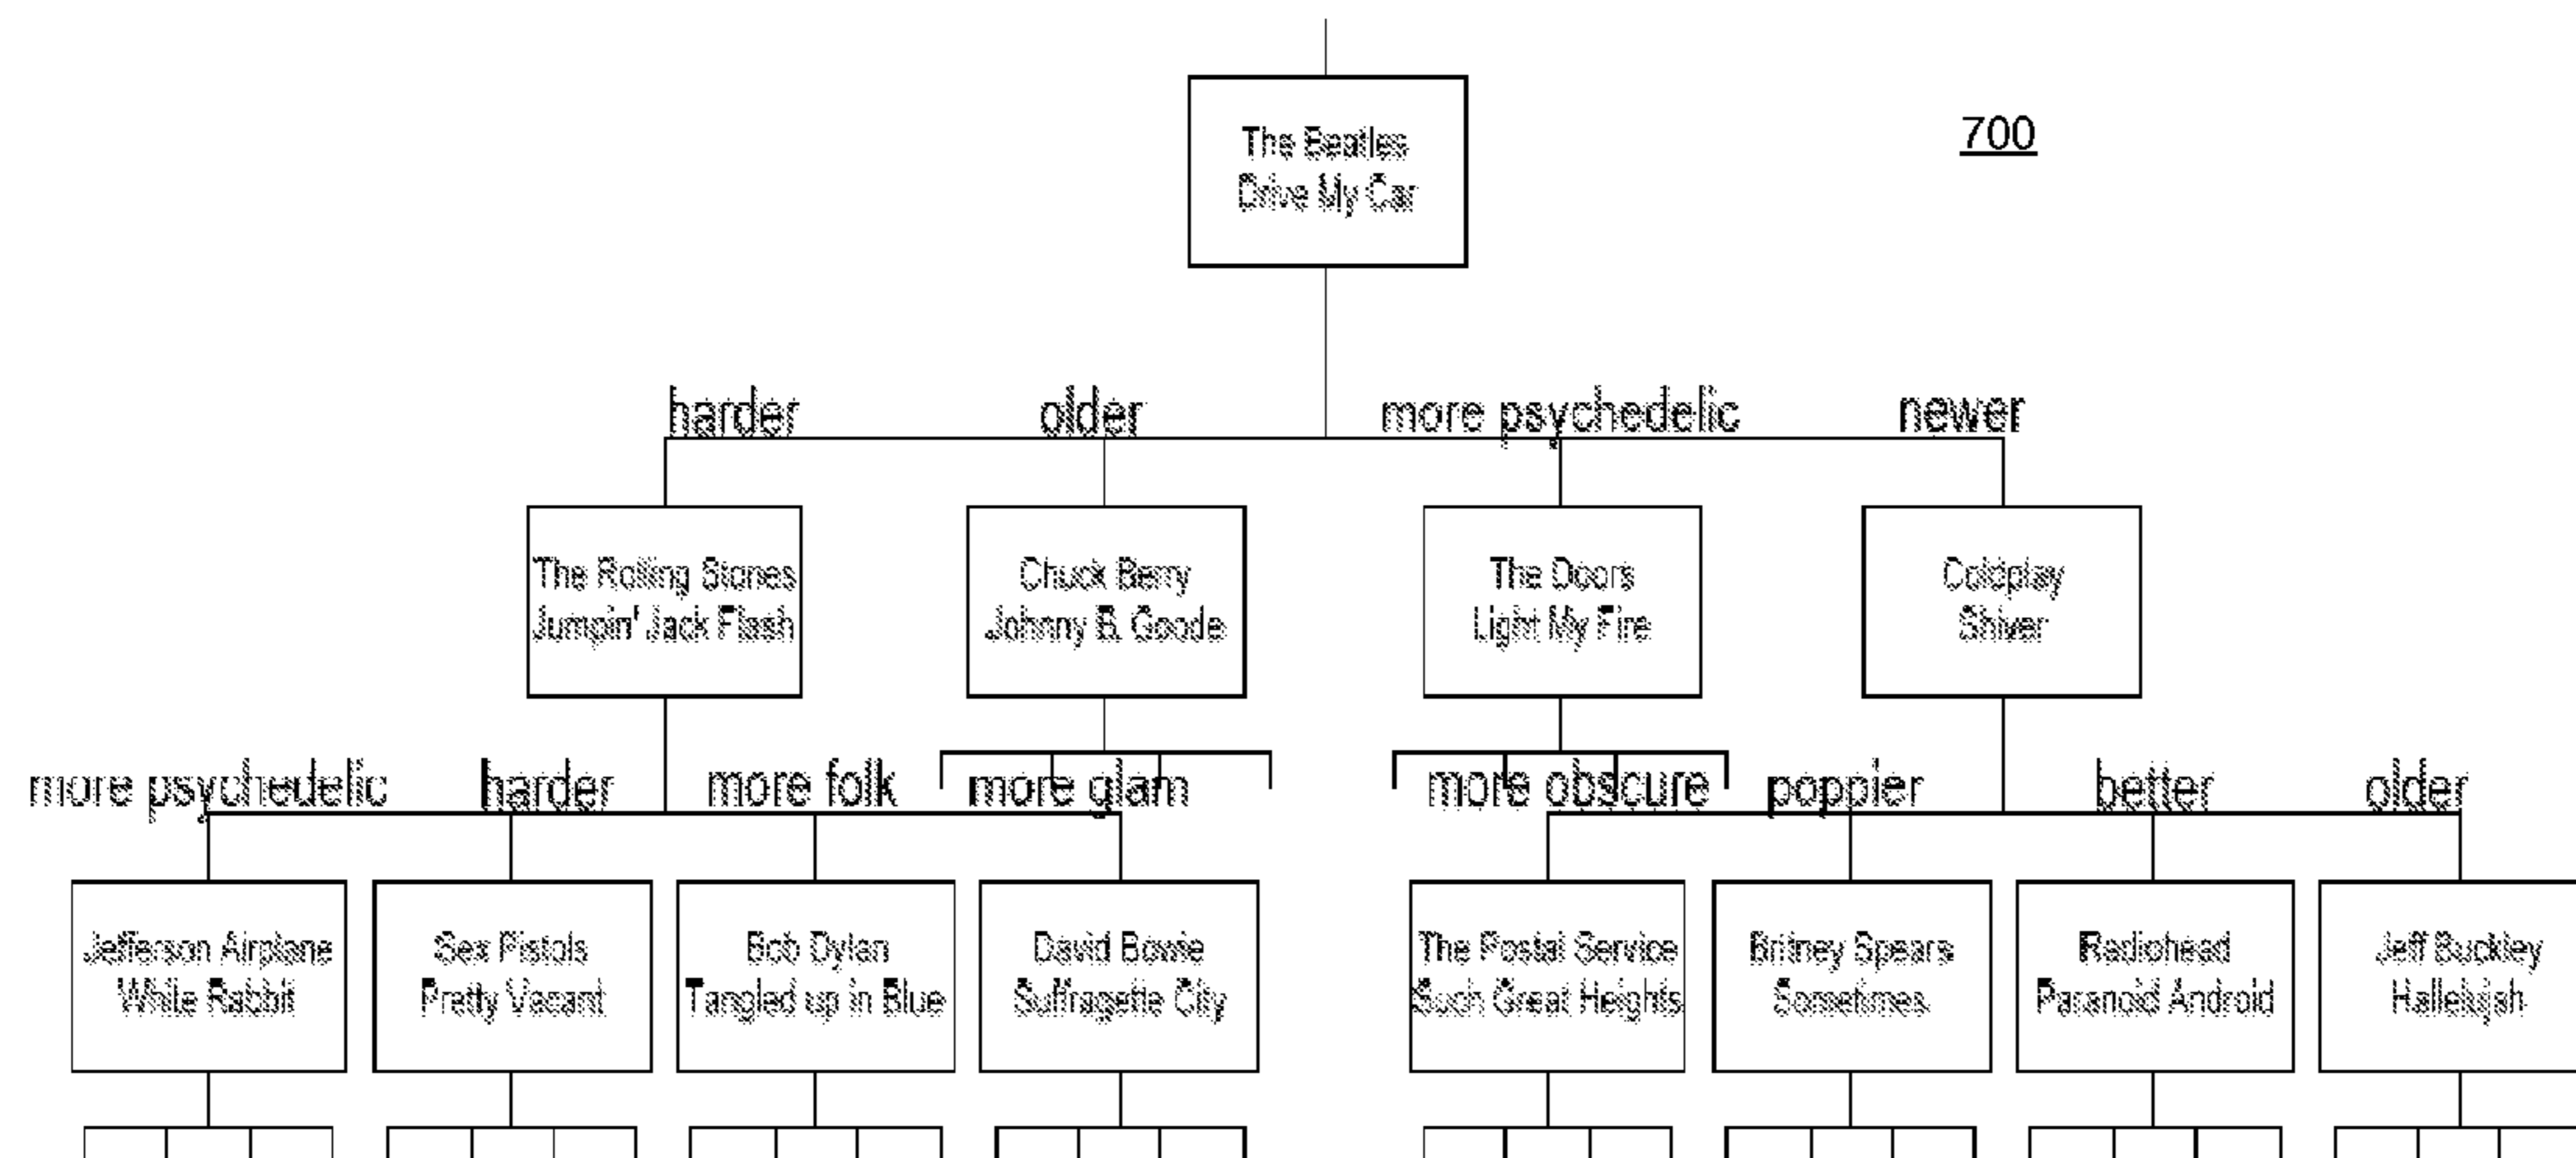 The Beatles
Drive My Car
700
harder
older
more psychedelic
newer
The Rolling Stones
Jumpin' Jack Flash
Chuck Berry
Johnny B. Goode
The Doors
Light My Fire
Coldplay
Shiver
more psychedelic
harder
more folk
more glam
more obscure
poppier
better
older
Jefferson Airplane
White Rabbit
Sex Pistols
Pretty Vacant
Bob Dylan
Tangled up in Blue
David Bowie
Suffragette City
The Postal Service
Such Great Heights
Britney Spears
Sometimes
Radiohead
Paranoid Android
Jeff Buckley
Hallelujah